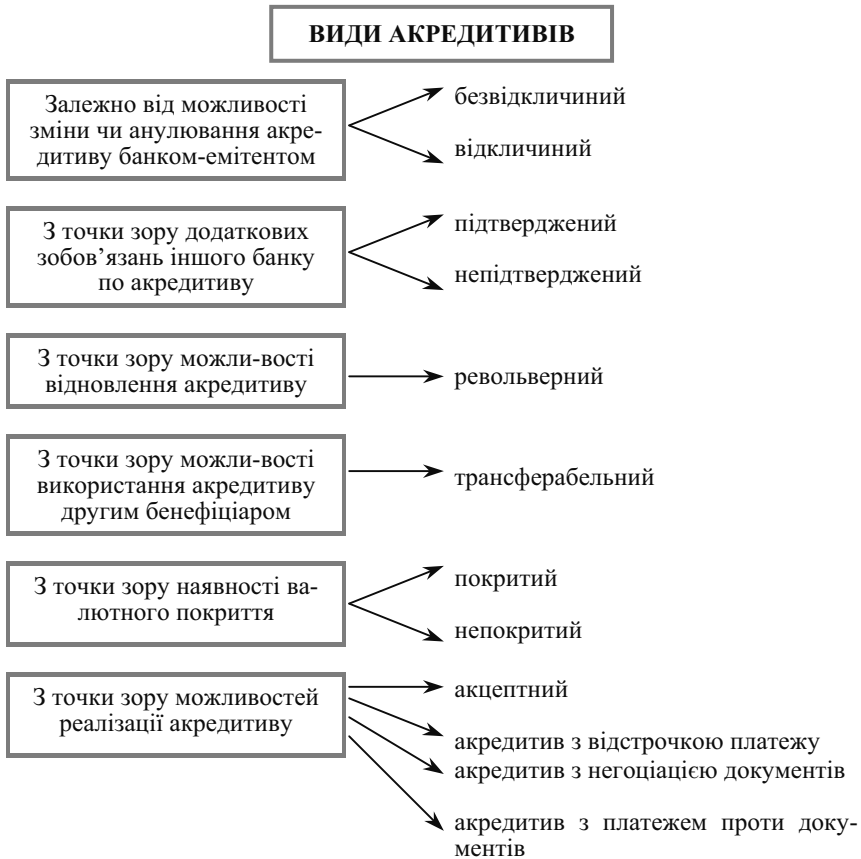 ВИДИ АКРЕДИТИВІВ
Залежно від можливості
зміни чи анулювання акре-
дитиву банком-емітентом
безвідкличний
відкличний
З точки зору додаткових
зобов’язань іншого банку
по акредитиву
підтверджений
непідтверджений
З точки зору можли-вості
відновлення акредитиву
револьверний
З точки зору можли-вості
використання акредитиву
другим бенефіціаром
трансферабельний
З точки зору наявності ва-
лютного покриття
покритий
непокритий
З точки зору можливостей
реалізації акредитиву
акцептний
акредитив з відстрочкою платежу
акредитив з негоціацією документів
акредитив з платежем проти доку-
ментів